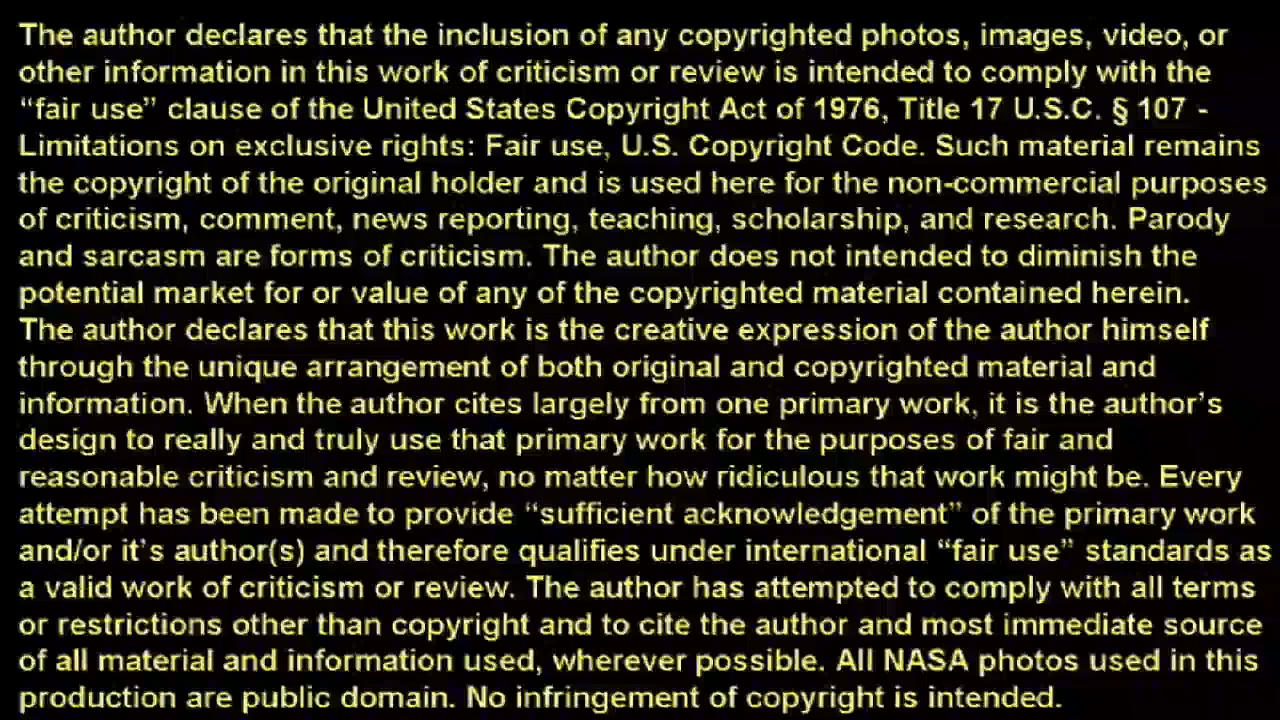 The author declares that the inclusion of any copyrighted photos, images, video, or
other information in this work of criticism or review is intended to comply with the
“fair use” clause of the United States Copyright Act of 1976, Title 17 U.S.C. § 107 -
Limitations on exclusive rights: Fair use, U.S. Copyright Code. Such material remains
the copyright of the original holder and is used here for the non-commercial purposes
of criticism, comment, news reporting, teaching, scholarship, and research. Parody
and sarcasm are forms of criticism. The author does not intended to diminish the
potential market for or value of any of the copyrighted material contained herein.
The author declares that this work is the creative expression of the author himself
through the unique arrangement of both original and copyrighted material and
information. When the author cites largely from one primary work, it is the author’s
design to really and truly use that primary work for the purposes of fair and
reasonable criticism and review, no matter how ridiculous that work might be. Every
attempt has been made to provide “sufficient acknowledgement” of the primary work
and/or it’s author(s) and therefore qualifies under international “fair use” standards as
a valid work of criticism or review. The author has attempted to comply with all terms
or restrictions other than copyright and to cite the author and most immediate source
of all material and information used, wherever possible. All NASA photos used in this
production are public domain. No infringement of copyright is intended.